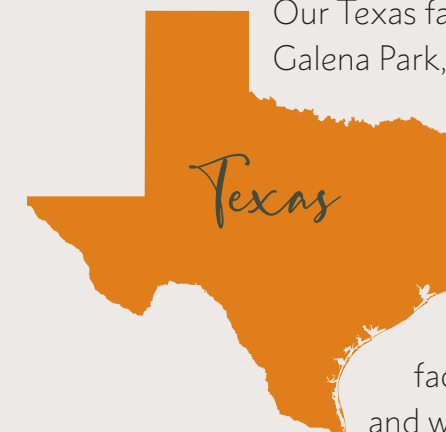 Our Texas fa
Galena Park,
Texas
fac
and w